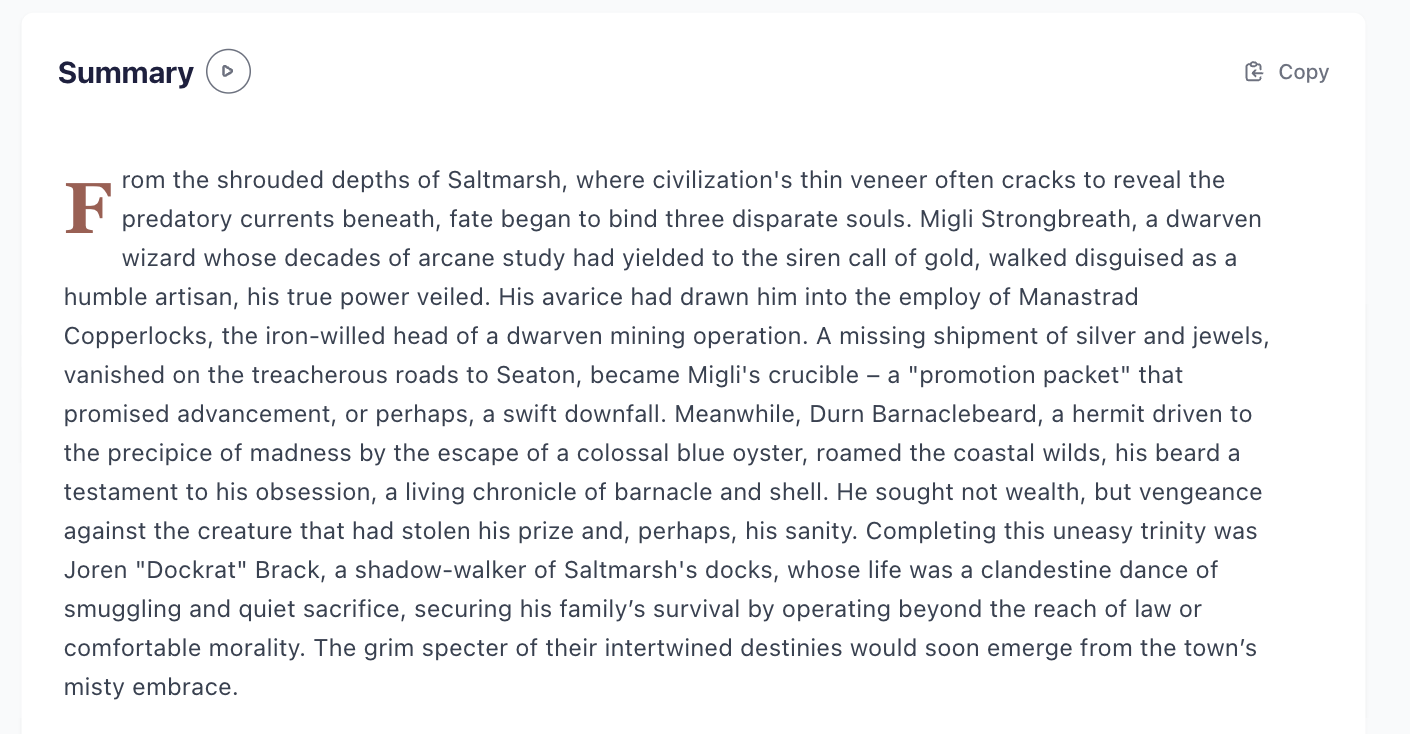 Summary
Copy
From the shrouded depths of Saltmarsh, where civilization's thin veneer often cracks to reveal the
predatory currents beneath, fate began to bind three disparate souls. Migli Strongbreath, a dwarven
wizard whose decades of arcane study had yielded to the siren call of gold, walked disguised as a
humble artisan, his true power veiled. His avarice had drawn him into the employ of Manastrad
Copperlocks, the iron-willed head of a dwarven mining operation. A missing shipment of silver and jewels,
vanished on the treacherous roads to Seaton, became Migli's crucible – a "promotion packet" that
promised advancement, or perhaps, a swift downfall. Meanwhile, Durn Barnaclebeard, a hermit driven to
the precipice of madness by the escape of a colossal blue oyster, roamed the coastal wilds, his beard a
testament to his obsession, a living chronicle of barnacle and shell. He sought not wealth, but vengeance
against the creature that had stolen his prize and, perhaps, his sanity. Completing this uneasy trinity was
Joren "Dockrat" Brack, a shadow-walker of Saltmarsh's docks, whose life was a clandestine dance of
smuggling and quiet sacrifice, securing his family’s survival by operating beyond the reach of law or
comfortable morality. The grim specter of their intertwined destinies would soon emerge from the town’s
misty embrace.